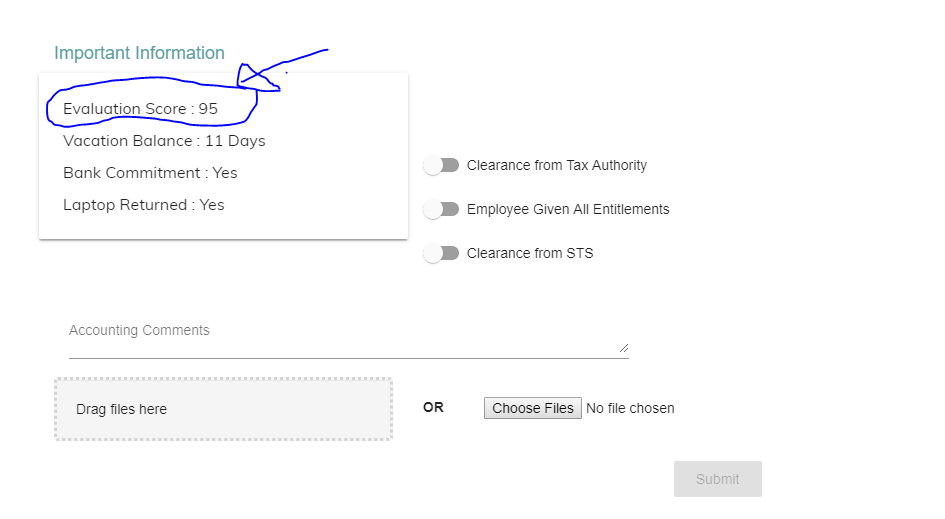 Important Information
Evaluation Score : 95
Vacation Balance : 11 Days
Bank Commitment : Yes
Laptop Returned : Yes
Clearance from Tax Authority
Employee Given All Entitlements
Clearance from STS
Accounting Comments
Drag files here
OR
Choose Files No file chosen
Submit